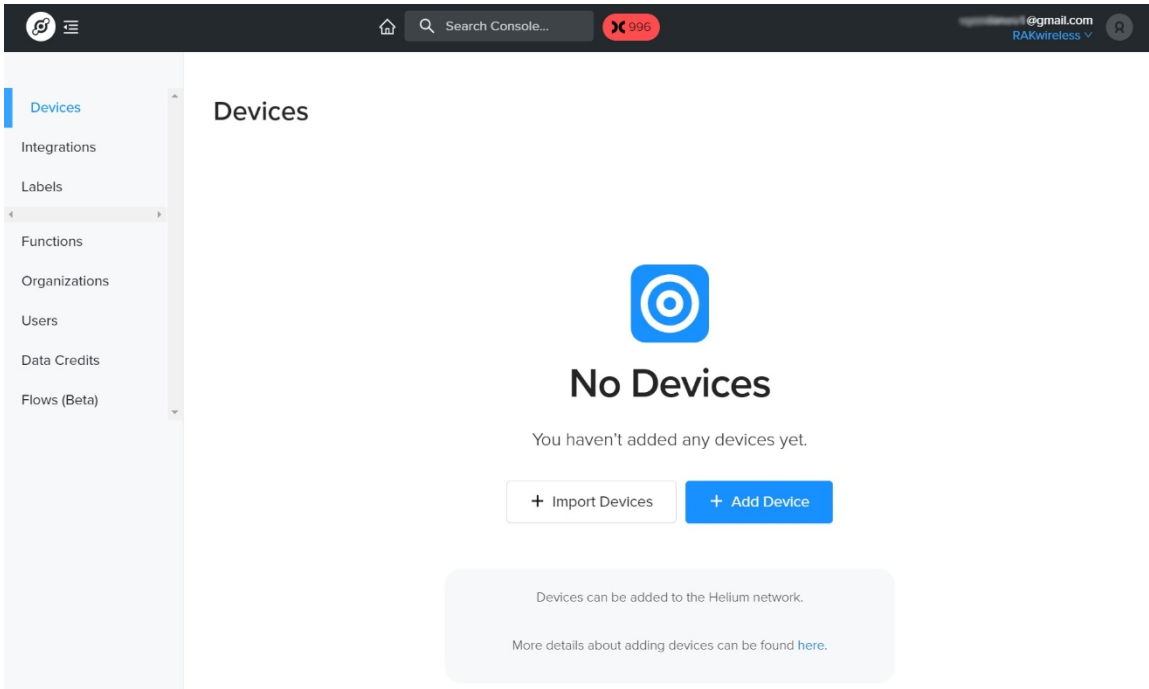 Search Console...
996
@gmail.com
RAKwireless
R
Devices
Integrations
Labels
Functions
Organizations
Users
Data Credits
Flows (Beta)
Devices
No Devices
You haven't added any devices yet.
+ Import Devices
+ Add Device
Devices can be added to the Helium network.
More details about adding devices can be found here.